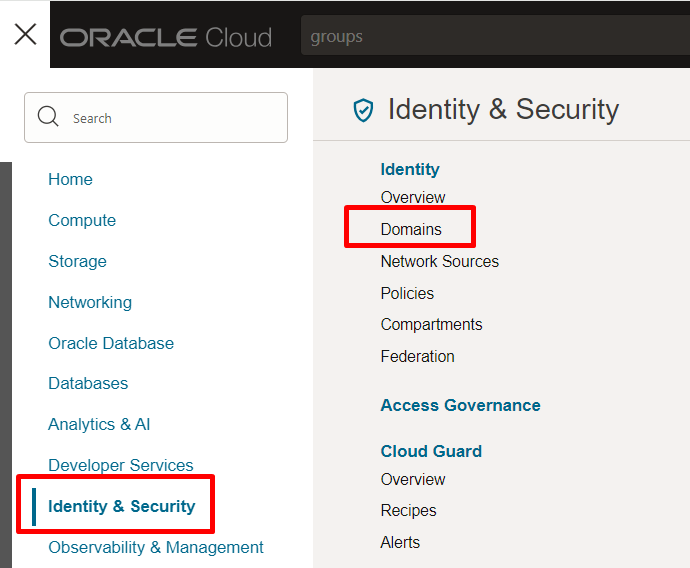 ORACLE Cloud
groups
Search
Home
Compute
Storage
Networking
Oracle Database
Databases
Analytics & AI
Developer Services
Identity & Security
Observability & Management
Identity & Security
Identity
Overview
Domains
Network Sources
Policies
Compartments
Federation
Access Governance
Cloud Guard
Overview
Recipes
Alerts